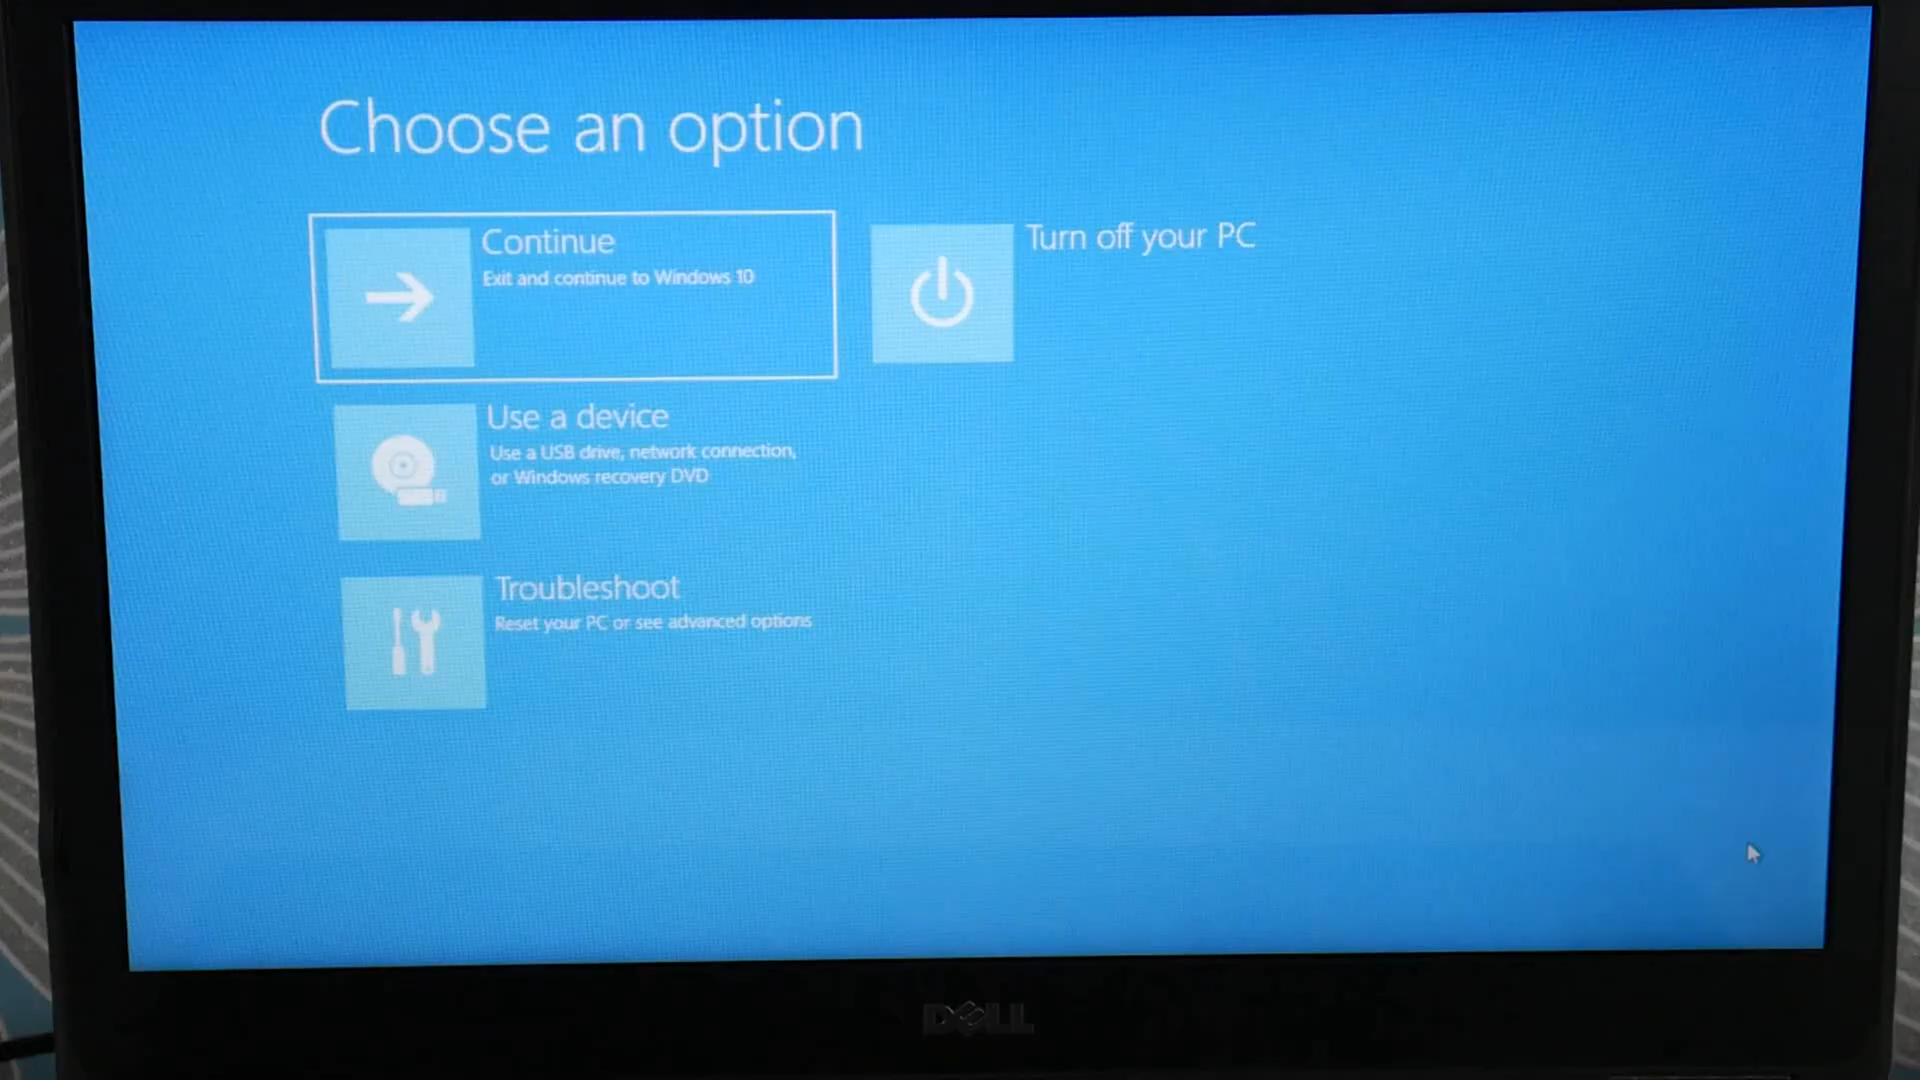 Choose an option
Continue
Exit and continue to Windows 10
Turn off your PC
Use a device
Use a USB drive, network connection,
or Windows recovery DVD
Troubleshoot
Reset your PC or see advanced options
DELL